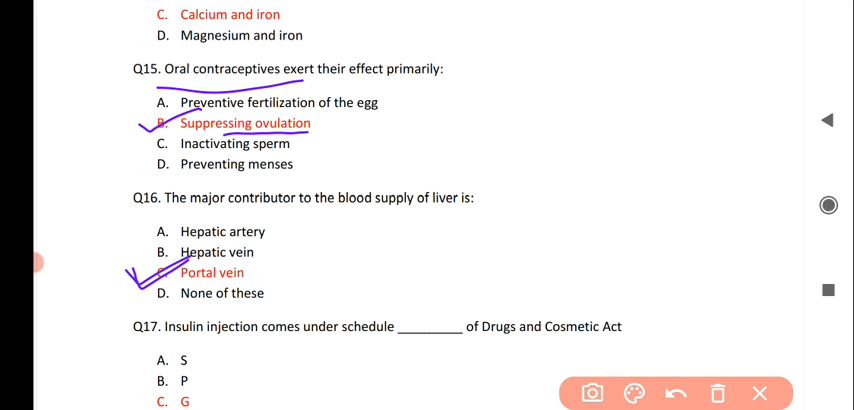 C. Calcium and iron
D. Magnesium and iron
Q15. Oral contraceptives exert their effect primarily:
A. Preventive fertilization of the egg
B. Suppressing ovulation
C. Inactivating sperm
D. Preventing menses
Q16. The major contributor to the blood supply of liver is:
A. Hepatic artery
B. Hepatic vein
C. Portal vein
D. None of these
Q17. Insulin injection comes under schedule _________ of Drugs and Cosmetic Act
A. S
B. P
C. G